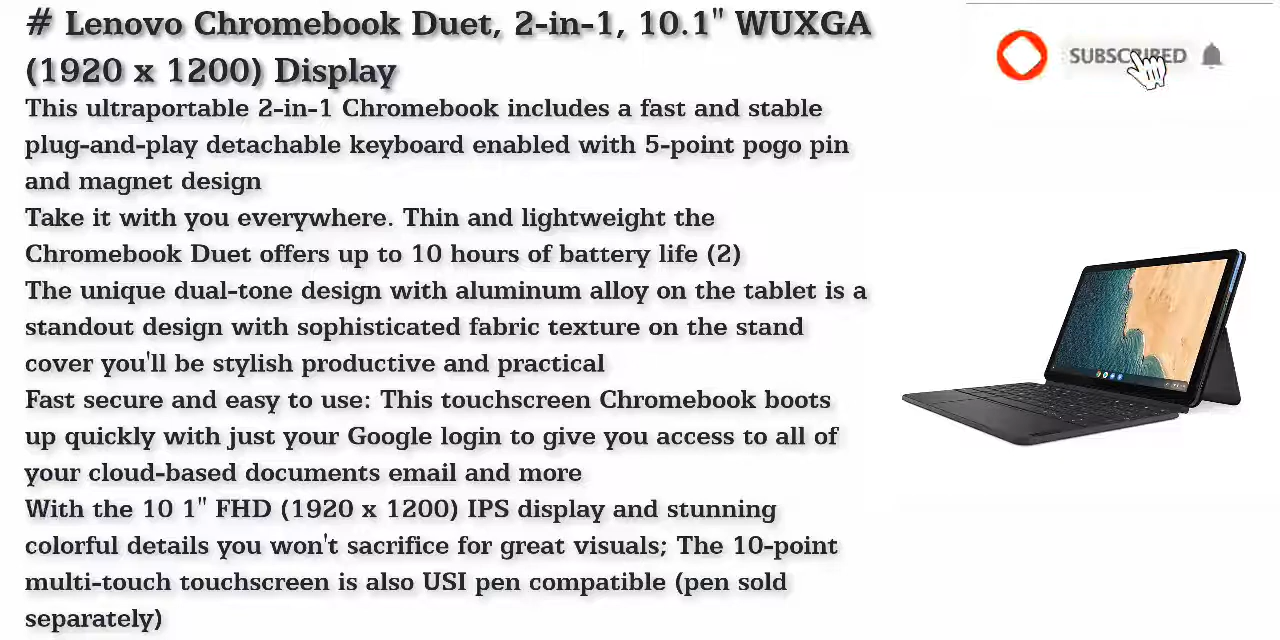 # Lenovo Chromebook Duet, 2-in-1, 10.1" WUXGA
(1920 x 1200) Display
This ultraportable 2-in-1 Chromebook includes a fast and stable
plug-and-play detachable keyboard enabled with 5-point pogo pin
and magnet design
Take it with you everywhere. Thin and lightweight the
Chromebook Duet offers up to 10 hours of battery life (2)
The unique dual-tone design with aluminum alloy on the tablet is a
standout design with sophisticated fabric texture on the stand
cover you'll be stylish productive and practical
Fast secure and easy to use: This touchscreen Chromebook boots
up quickly with just your Google login to give you access to all of
your cloud-based documents email and more
With the 10 1" FHD (1920 x 1200) IPS display and stunning
colorful details you won't sacrifice for great visuals; The 10-point
multi-touch touchscreen is also USI pen compatible (pen sold
separately)
SUBSCRIBED